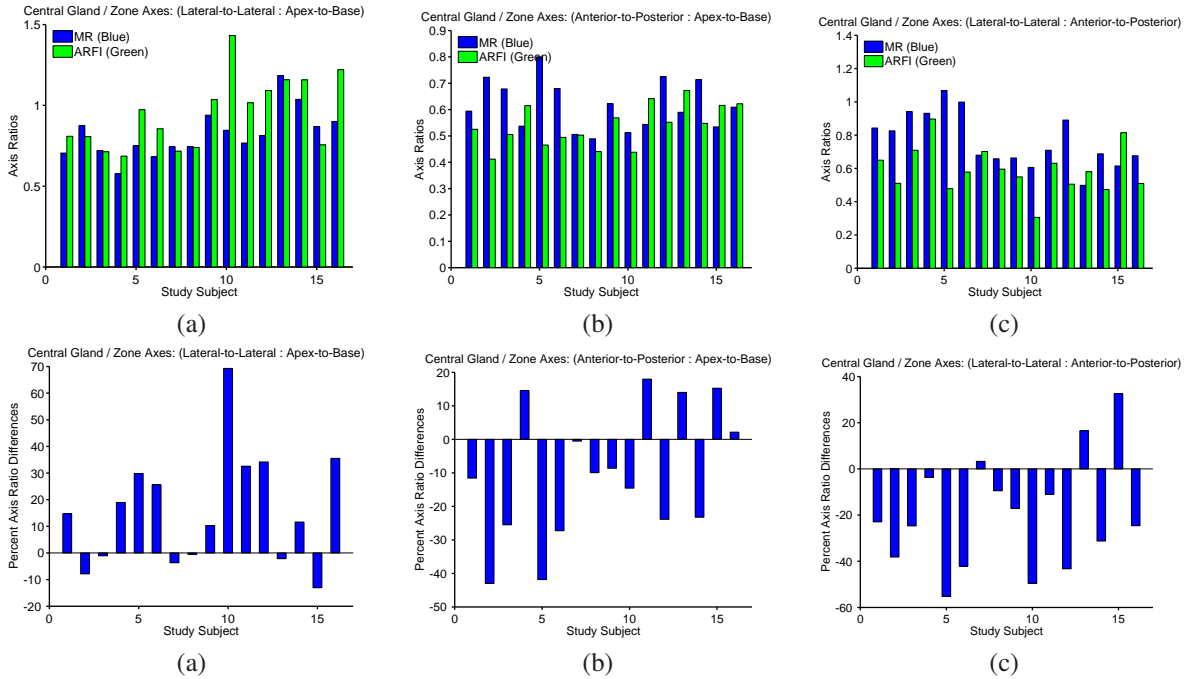 Central Gland / Zone Axes: (Lateral-to-Lateral : Apex-to-Base)
1.5
1
0.5
0
Axis Ratios
MR (Blue)
ARFI (Green)
0
5
10
15
Study Subject
(a)
Central Gland / Zone Axes: (Anterior-to-Posterior : Apex-to-Base)
0.9
0.8
0.7
0.6
0.5
0.4
0.3
0.2
0.1
0
Axis Ratios
MR (Blue)
ARFI (Green)
0
5
10
15
Study Subject
(b)
Central Gland / Zone Axes: (Lateral-to-Lateral : Anterior-to-Posterior)
1.4
1.2
1
0.8
0.6
0.4
0.2
0
Axis Ratios
MR (Blue)
ARFI (Green)
0
5
10
15
Study Subject
(c)
Central Gland / Zone Axes: (Lateral-to-Lateral : Apex-to-Base)
70
60
50
40
30
20
10
0
-10
-20
Percent Axis Ratio Differences
0
5
10
15
Study Subject
(a)
Central Gland / Zone Axes: (Anterior-to-Posterior : Apex-to-Base)
20
10
0
-10
-20
-30
-40
-50
Percent Axis Ratio Differences
0
5
10
15
Study Subject
(b)
Central Gland / Zone Axes: (Lateral-to-Lateral : Anterior-to-Posterior)
40
20
0
-20
-40
-60
Percent Axis Ratio Differences
0
5
10
15
Study Subject
(c)